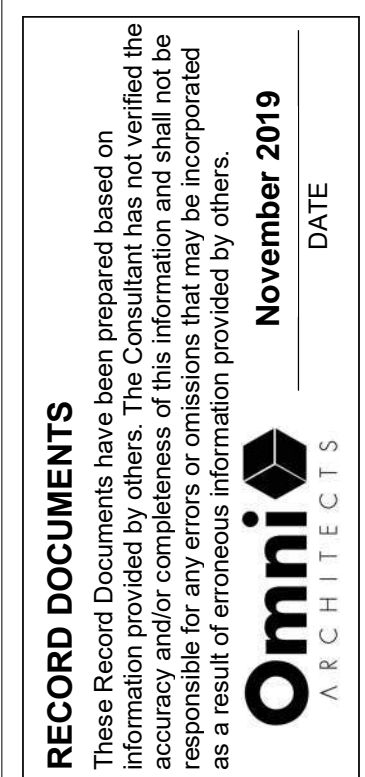 RECORD DOCUMENTS
These Record Documents have been prepared based on
information provided by others. The Consultant has not verified the
accuracy and/or completeness of this information and shall not be
responsible for any errors or omissions that may be incorporated
as a result of erroneous information provided by others.
Omni
ARCHITECTS
November 2019
DATE